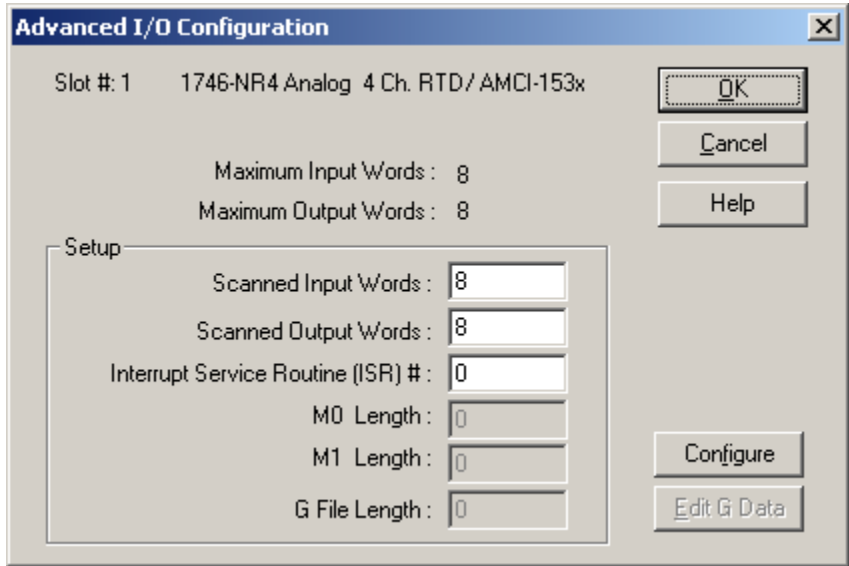 Advanced I/O Configuration
Slot #: 1 1746-NR4 Analog 4 Ch. RTD / AMCI-153x
OK
Cancel
Help
Maximum Input Words : 8
Maximum Output Words : 8
Setup
Scanned Input Words : 8
Scanned Output Words : 8
Interrupt Service Routine (ISR) # : 0
M0 Length : 0
M1 Length : 0
G File Length : 0
Configure
Edit G Data